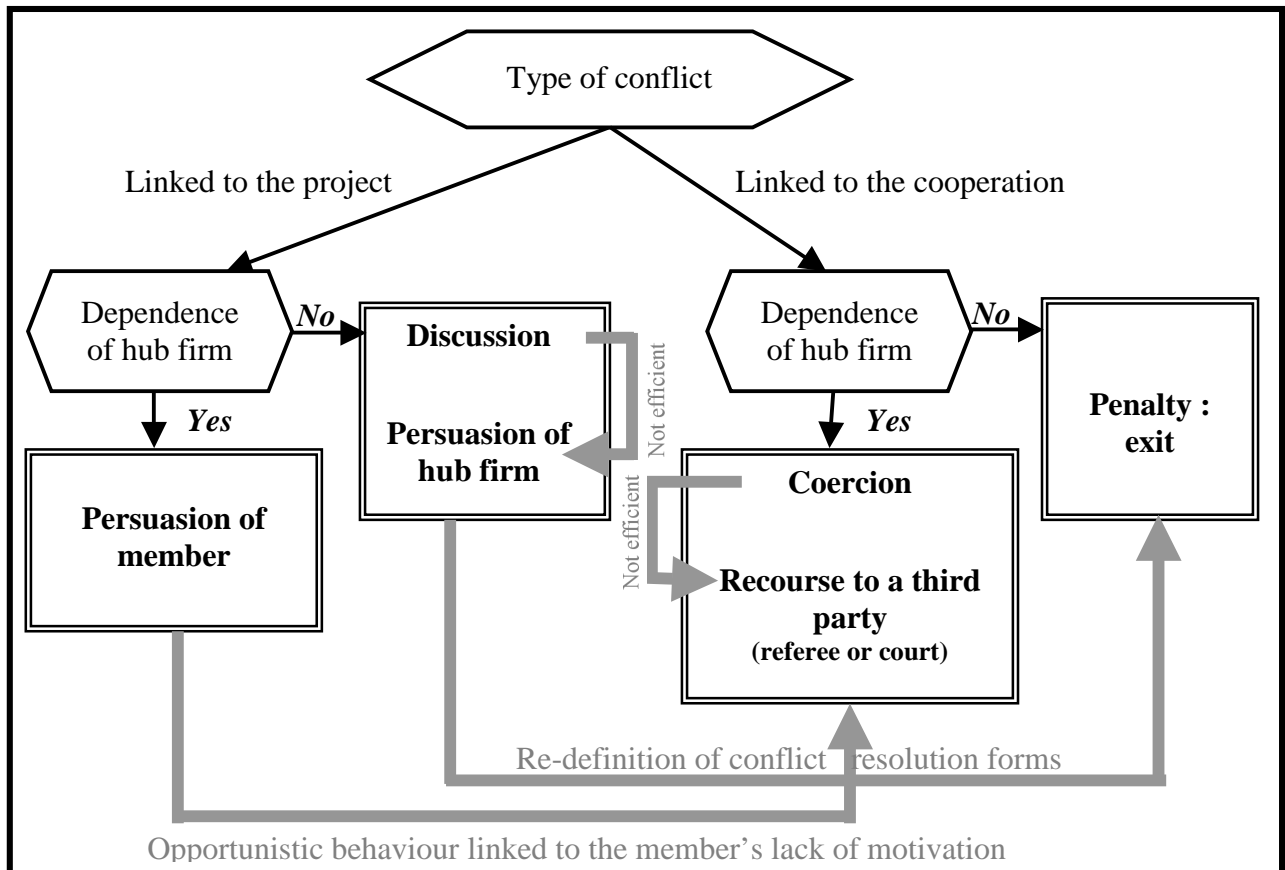 Type of conflict
Linked to the project
Linked to the cooperation
Dependence
of hub firm
No
Yes
Discussion
Persuasion of
hub firm
Not efficient
Persuasion of
member
Dependence
of hub firm
No
Yes
Penalty :
exit
Coercion
Not efficient
Recourse to a third
party
(referee or court)
Re-definition of conflict resolution forms
Opportunistic behaviour linked to the member's lack of motivation